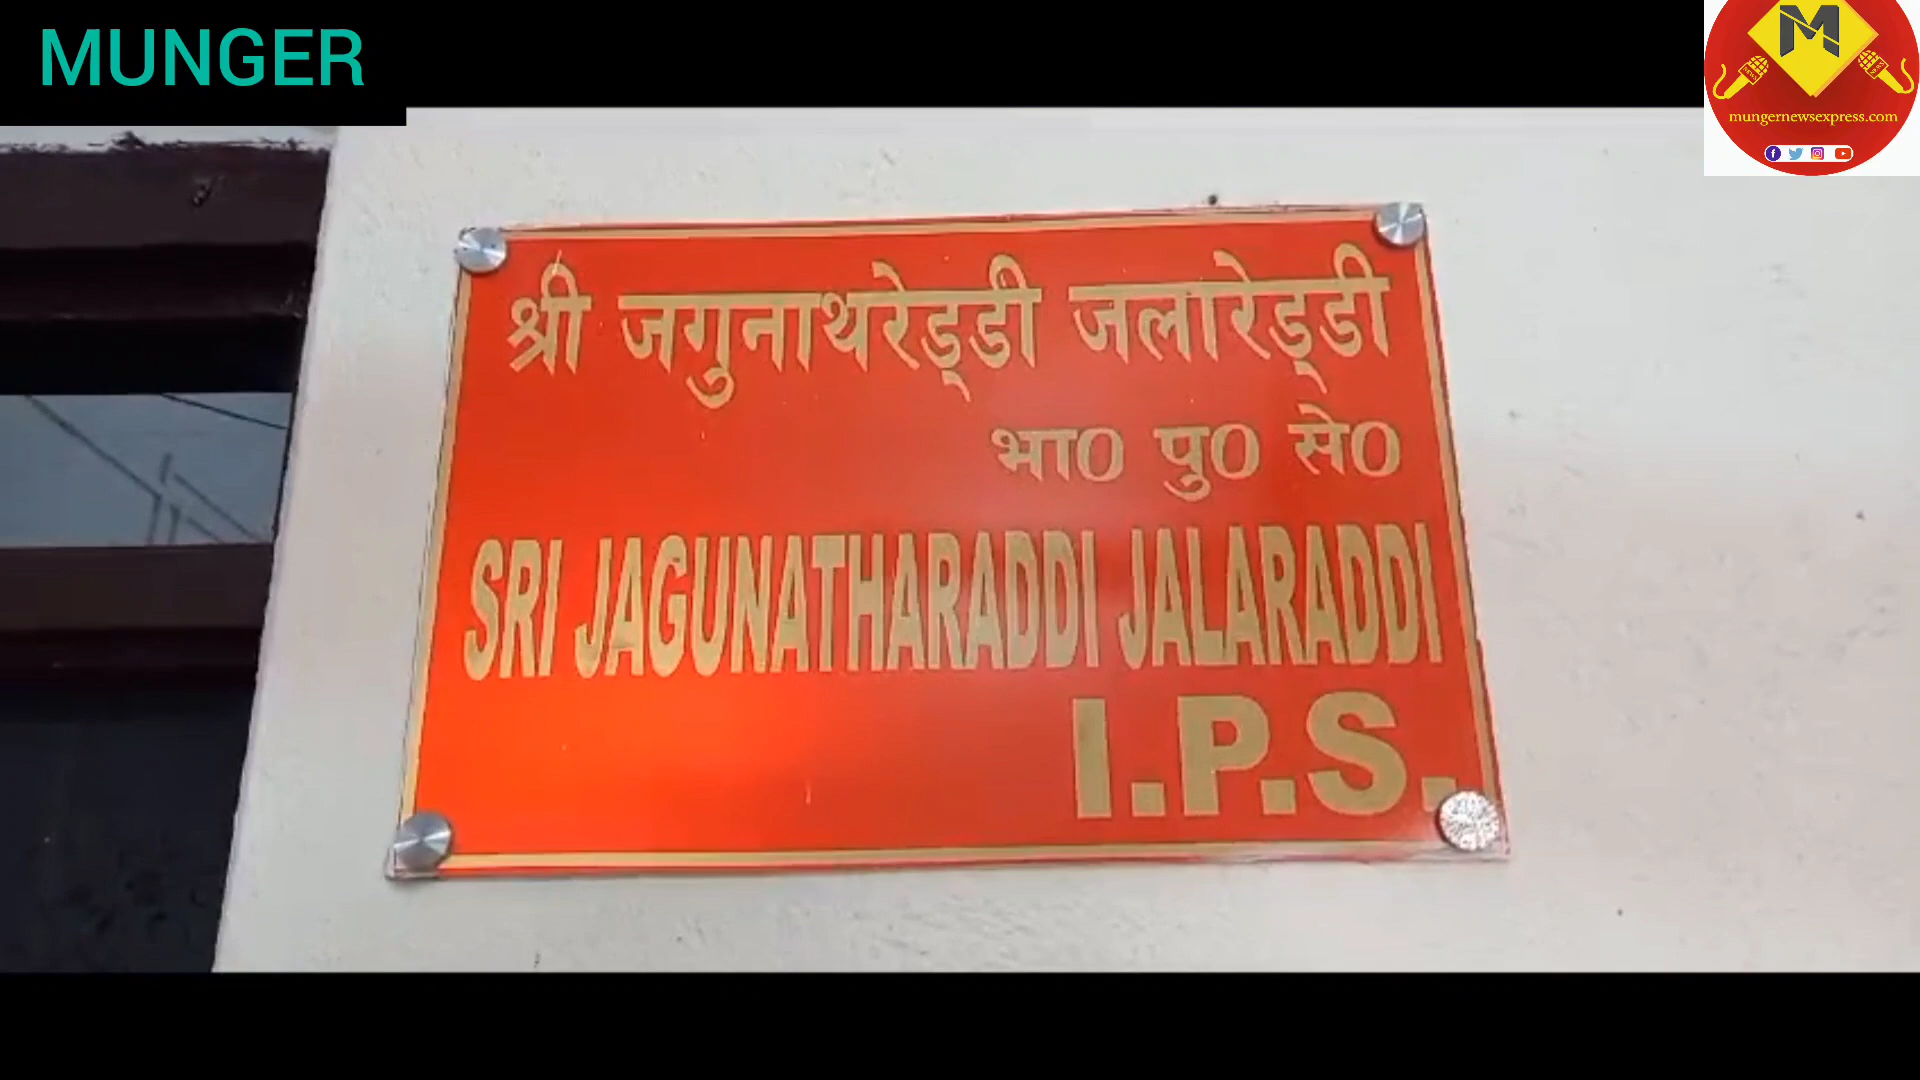 MUNGER
M
mungernewsexpress.com
श्री जगुनाथरेड्डी जलारेड्डी
भा0 पु0 से0
SRI JAGUNATHARADDI JALARADDI
I.P.S.